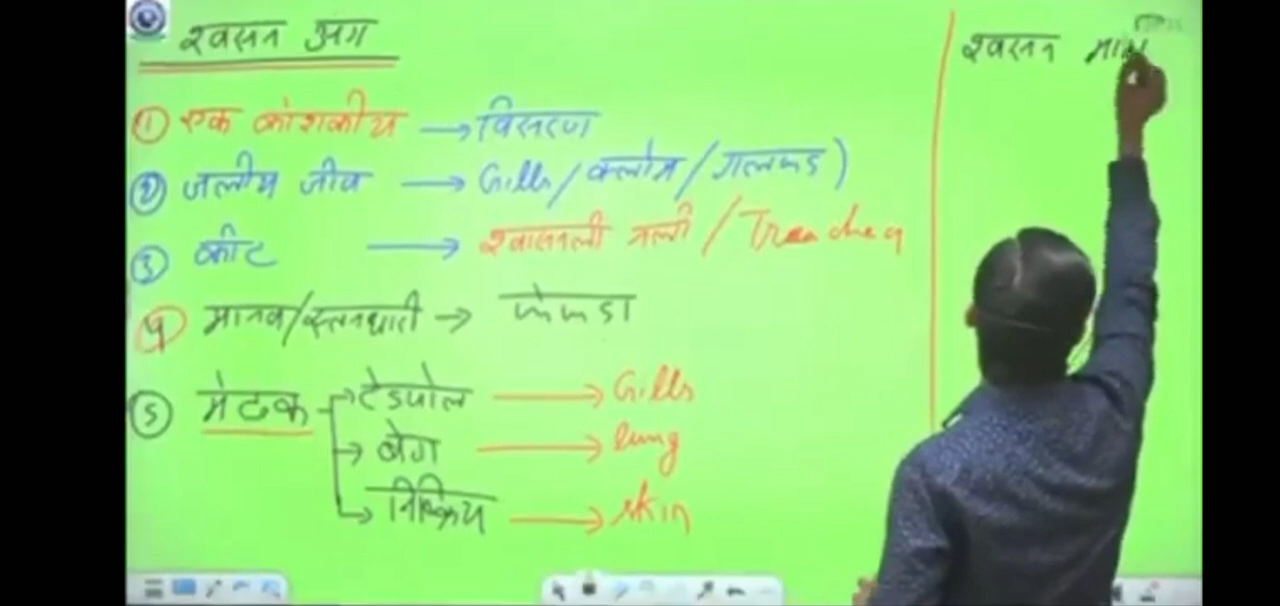 श्वसन अंग
① एक कोशकीय → विसरण
② जलीय जीव → Gills/क्लोम/गलफड)
③ कीट → श्वासनली नली / Trachea
4 मानव/स्तनधारी → फेफडा
⑤ मेढक → टेडपोल → Gills
→ बेग → lung
→ निष्क्रिय → skin
श्वसन